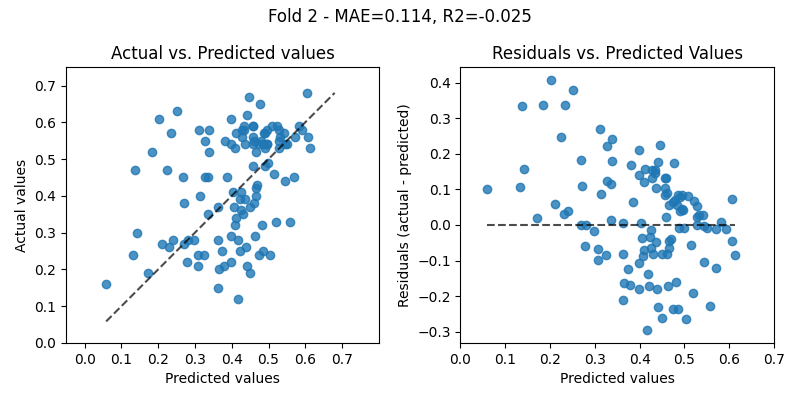 Fold 2 - MAE=0.114, R2=-0.025
Actual vs. Predicted values
Actual values
0.7
0.6
0.5
0.4
0.3
0.2
0.1
0.0
0.0 0.1 0.2 0.3 0.4 0.5 0.6 0.7
Predicted values
Residuals vs. Predicted Values
Residuals (actual - predicted)
0.4
0.3
0.2
0.1
0.0
−0.1
−0.2
−0.3
0.0 0.1 0.2 0.3 0.4 0.5 0.6 0.7
Predicted values